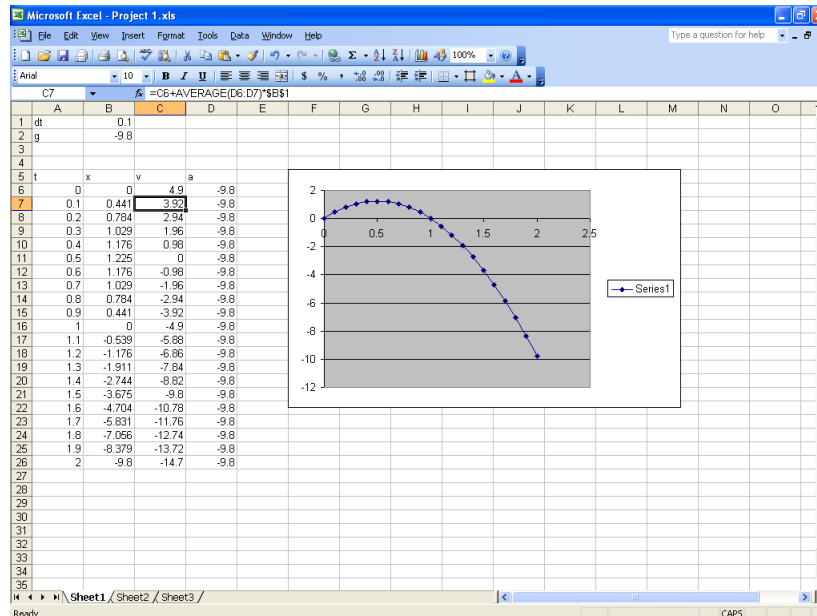 Microsoft Excel - Project 1.xls
File Edit View Insert Format Tools Data Window Help Type a question for help
100%
Arial 10 B I U $ % ,
C7 fx =C6+AVERAGE(D6:D7)*$B$1
A B C D E F G H I J K L M N O
1 dt 0.1
2 g -9.8
3
4
5 t x v a
6 0 0 4.9 -9.8
7 0.1 0.441 3.92 -9.8
8 0.2 0.784 2.94 -9.8
9 0.3 1.029 1.96 -9.8
10 0.4 1.176 0.98 -9.8
11 0.5 1.225 0 -9.8
12 0.6 1.176 -0.98 -9.8
13 0.7 1.029 -1.96 -9.8
14 0.8 0.784 -2.94 -9.8
15 0.9 0.441 -3.92 -9.8
16 1 0 -4.9 -9.8
17 1.1 -0.539 -5.88 -9.8
18 1.2 -1.176 -6.86 -9.8
19 1.3 -1.911 -7.84 -9.8
20 1.4 -2.744 -8.82 -9.8
21 1.5 -3.675 -9.8 -9.8
22 1.6 -4.704 -10.78 -9.8
23 1.7 -5.831 -11.76 -9.8
24 1.8 -7.056 -12.74 -9.8
25 1.9 -8.379 -13.72 -9.8
26 2 -9.8 -14.7 -9.8
27
28
29
30
31
32
33
34
35
2
0
0 0.5 1 1.5 2 2.5
-2
-4
-6
-8
-10
-12
Series1
Sheet1 Sheet2 Sheet3
Ready CAPS